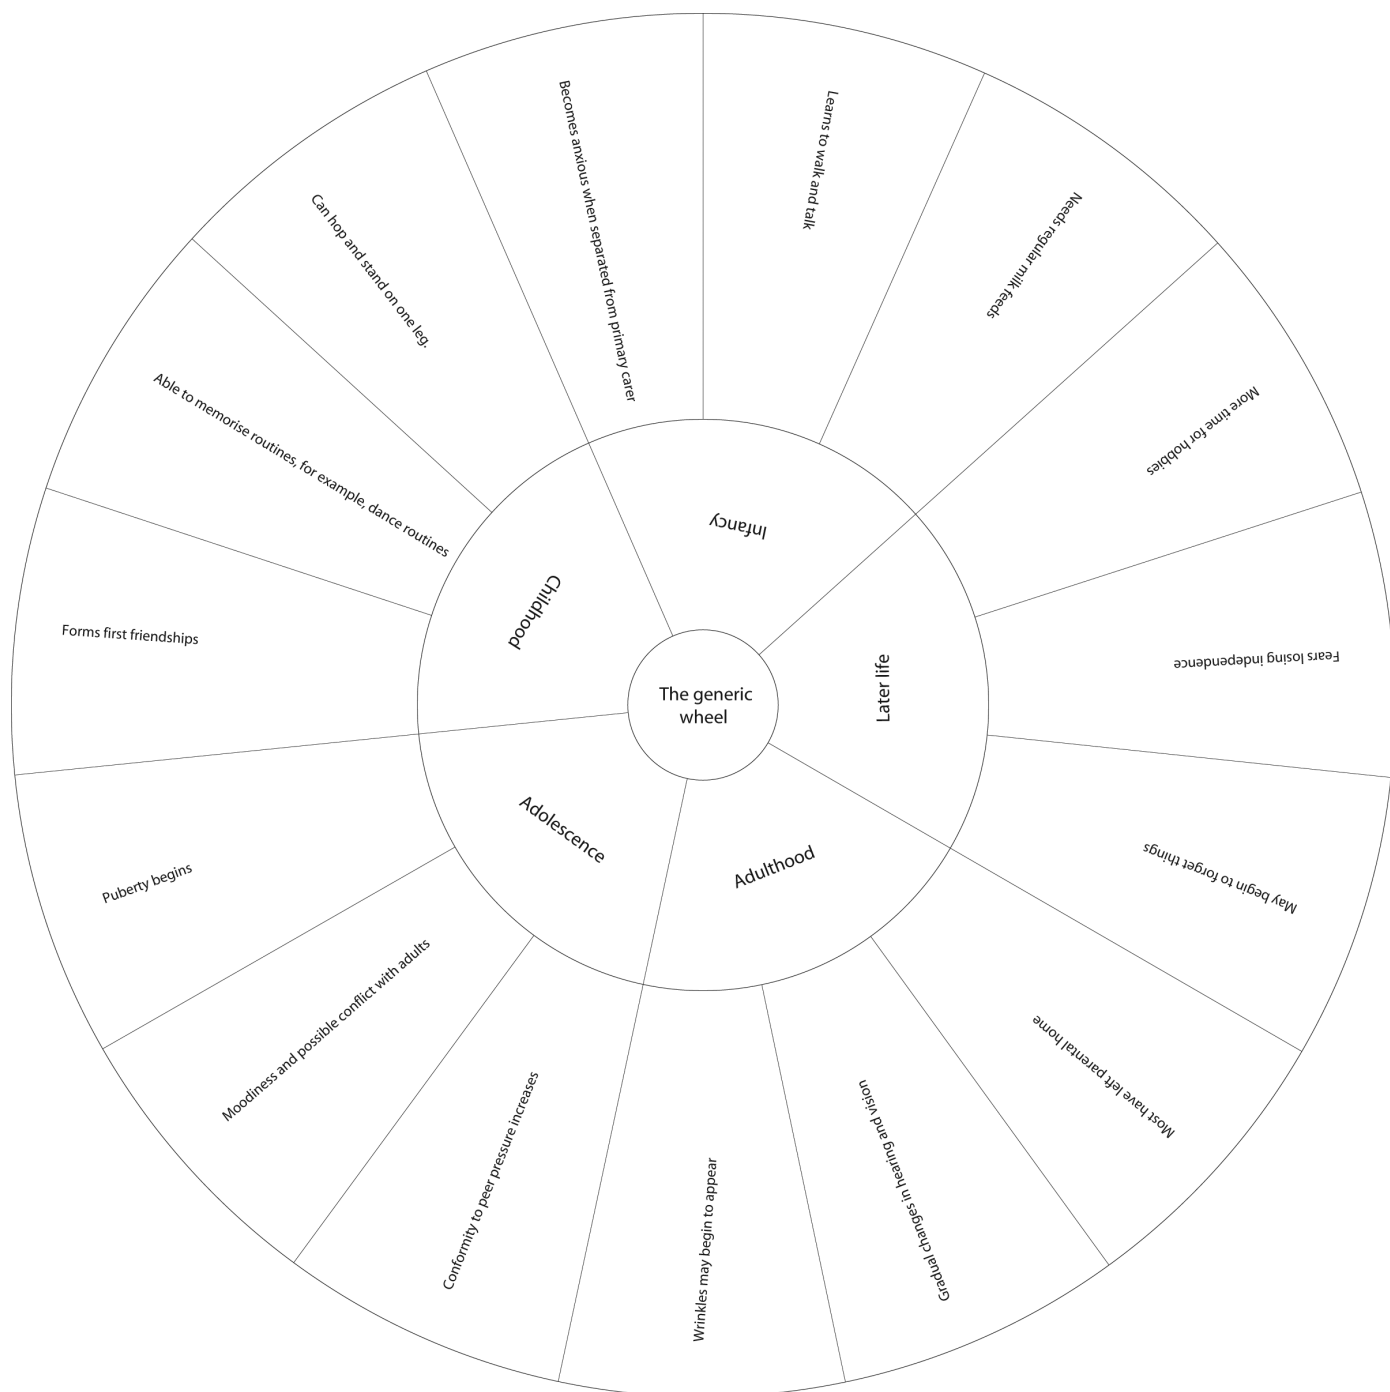 The generic
wheel
Infancy
Becomes anxious when separated from primary carer
Learns to walk and talk
Needs regular milk feeds
Later life
More time for hobbies
Fears losing independence
May begin to forget things
Adulthood
Most have left parental home
Gradual changes in hearing and vision
Wrinkles may begin to appear
Adolescence
Conformity to peer pressure increases
Moodiness and possible conflict with adults
Puberty begins
Childhood
Forms first friendships
Able to memorise routines, for example, dance routines
Can hop and stand on one leg.